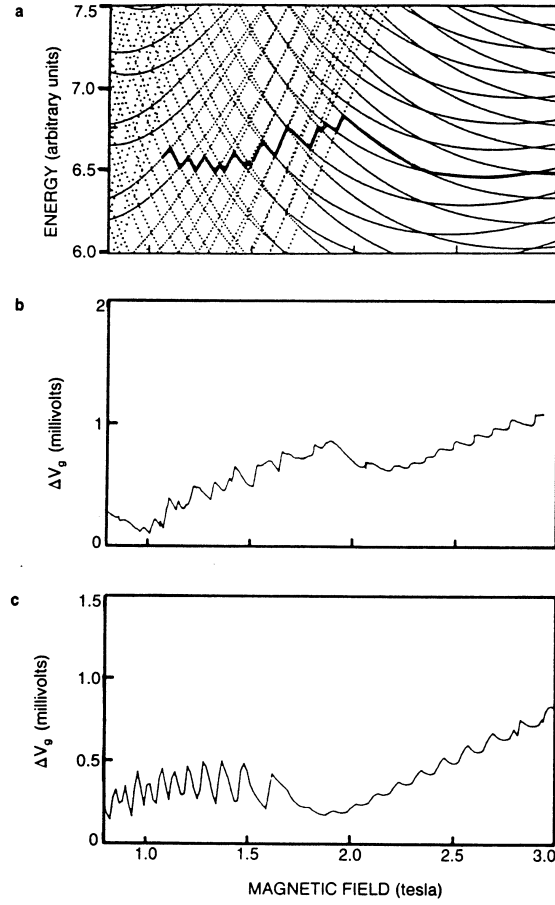 a
7.5
7.0
6.5
6.0
ENERGY (arbitrary units)
b
2
1
0
ΔVg (millivolts)
c
1.5
1.0
0.5
0
ΔVg (millivolts)
1.0 1.5 2.0 2.5 3.0
MAGNETIC FIELD (tesla)